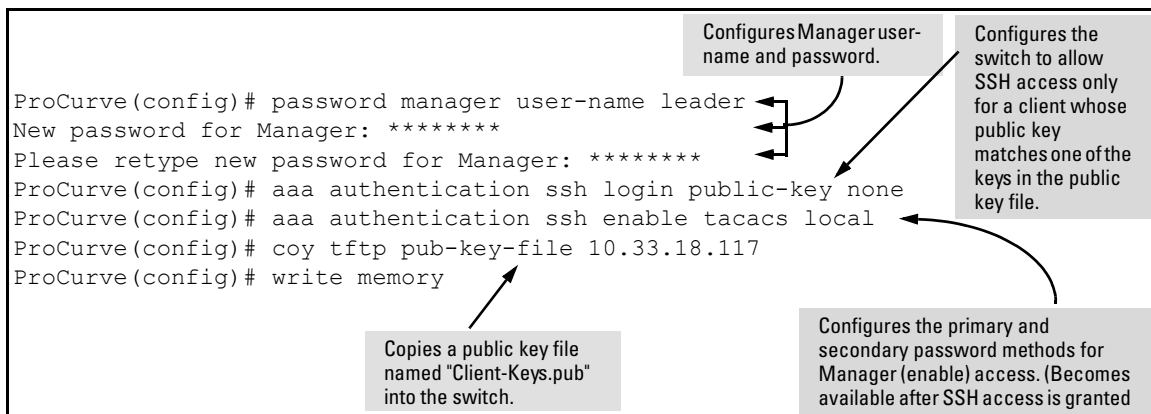 Configures Manager user-
name and password.
Configures the
switch to allow
SSH access only
for a client whose
public key
matches one of the
keys in the public
key file.
ProCurve(config)# password manager user-name leader
New password for Manager: ********
Please retype new password for Manager: ********
ProCurve(config)# aaa authentication ssh login public-key none
ProCurve(config)# aaa authentication ssh enable tacacs local
ProCurve(config)# coy tftp pub-key-file 10.33.18.117
ProCurve(config)# write memory
Copies a public key file
named "Client-Keys.pub"
into the switch.
Configures the primary and
secondary password methods for
Manager (enable) access. (Becomes
available after SSH access is granted